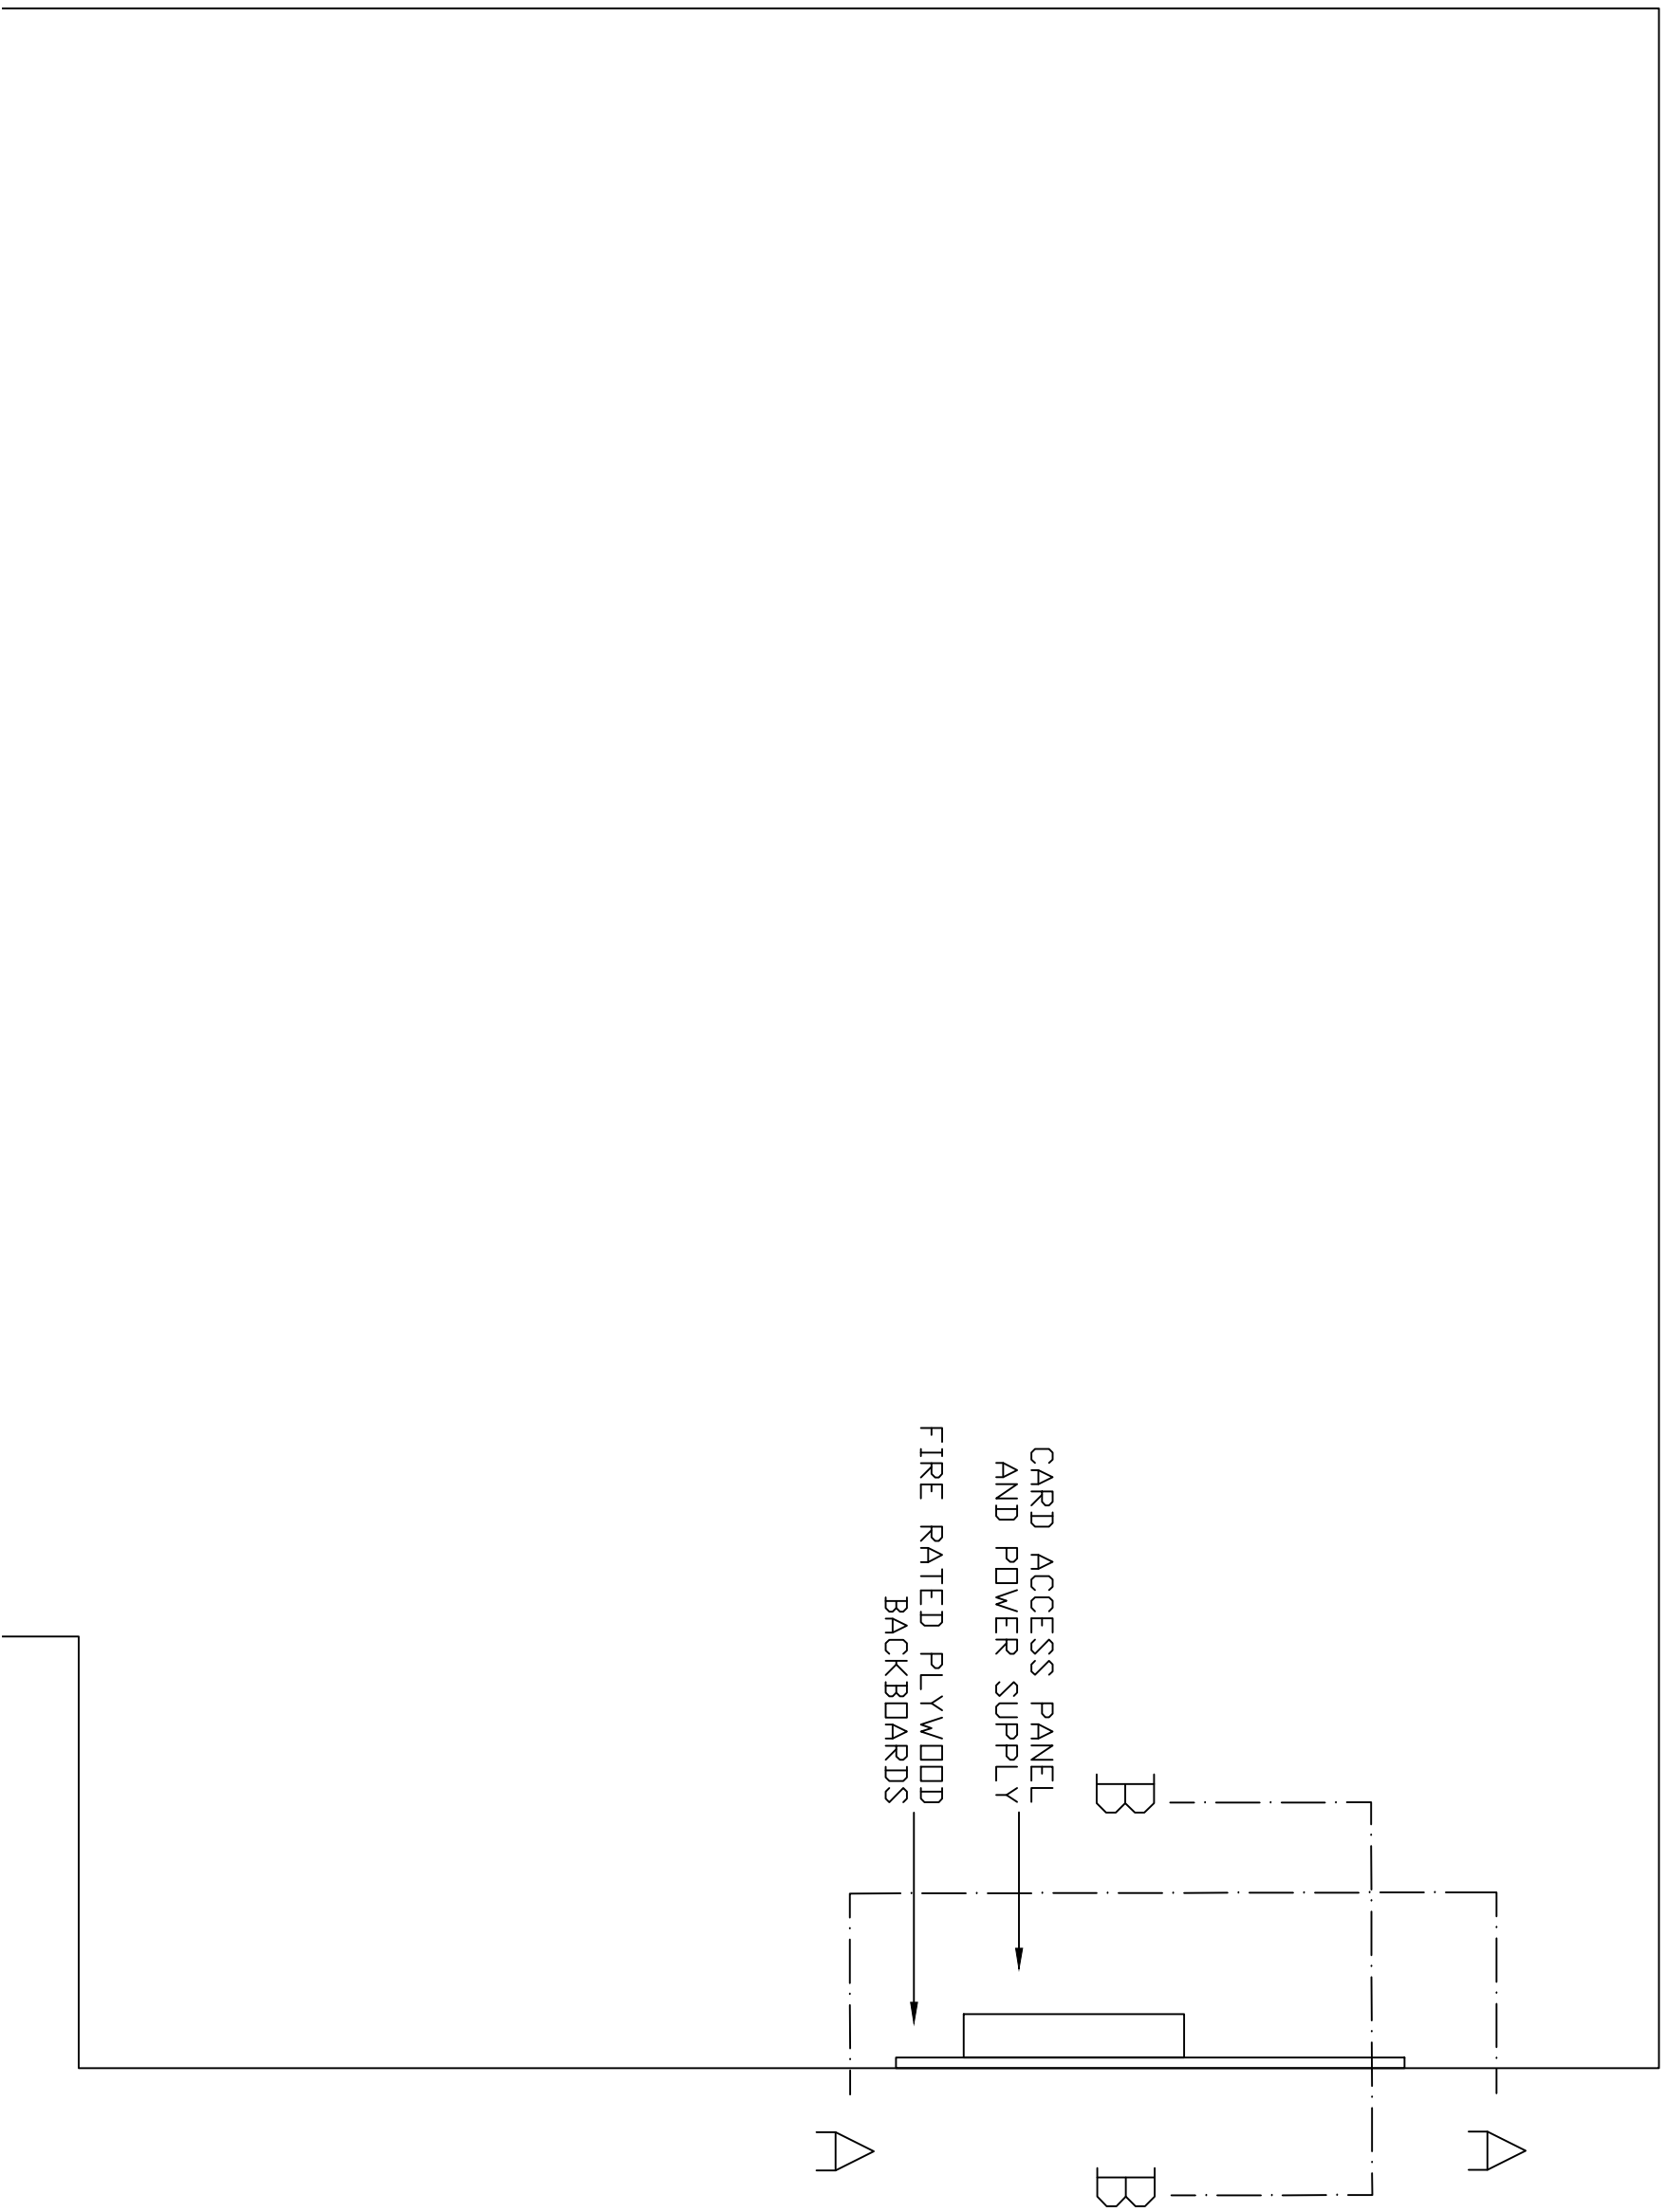 CARD ACCESS PANEL
AND POWER SUPPLY
FIRE RATED PLYWOOD
BACKBOARDS
B
B
A
A